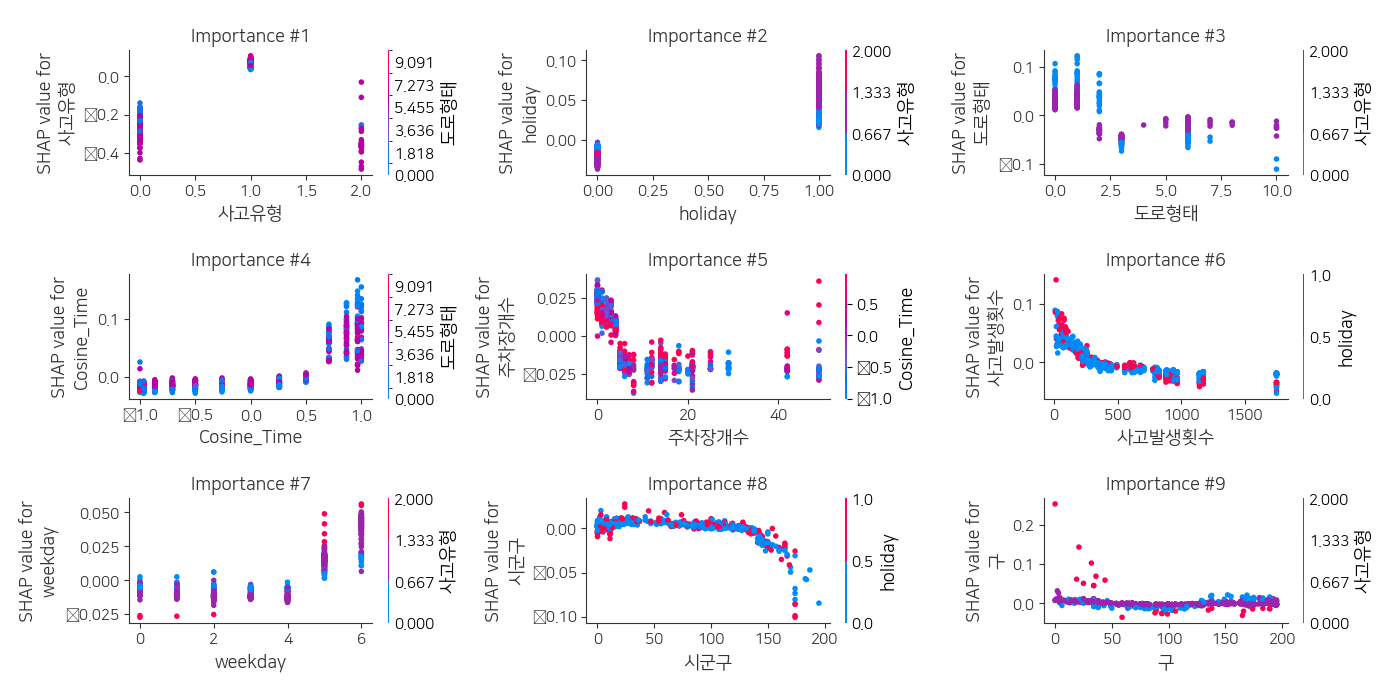 Importance #1
SHAP value for
사고유형
0.0
0.2
0.4
0.0
0.5
1.0
1.5
2.0
사고유형
9.091
7.273
5.455
3.636
1.818
0.000
도로형태
Importance #2
SHAP value for
holiday
0.10
0.05
0.00
0.00
0.25
0.50
0.75
1.00
holiday
2.000
1.333
0.667
0.000
사고유형
Importance #3
SHAP value for
도로형태
0.1
0.0
0.1
0.0
2.5
5.0
7.5
10.0
도로형태
2.000
1.333
0.667
0.000
사고유형
Importance #4
SHAP value for
Cosine_Time
0.1
0.0
1.0
0.5
0.0
0.5
1.0
Cosine_Time
9.091
7.273
5.455
3.636
1.818
0.000
도로형태
Importance #5
SHAP value for
주차장개수
0.025
0.000
0.025
0
20
40
주차장개수
0.5
0.0
0.5
1.0
Cosine_Time
Importance #6
SHAP value for
사고발생횟수
0.1
0.0
0
500
1000
1500
사고발생횟수
1.0
0.5
0.0
holiday
Importance #7
SHAP value for
weekday
0.050
0.025
0.000
0.025
0
2
4
6
weekday
2.000
1.333
0.667
0.000
사고유형
Importance #8
SHAP value for
시군구
0.00
0.05
0.10
0
50
100
150
200
시군구
1.0
0.5
0.0
holiday
Importance #9
SHAP value for
구
0.2
0.1
0.0
0
50
100
150
200
구
2.000
1.333
0.667
0.000
사고유형